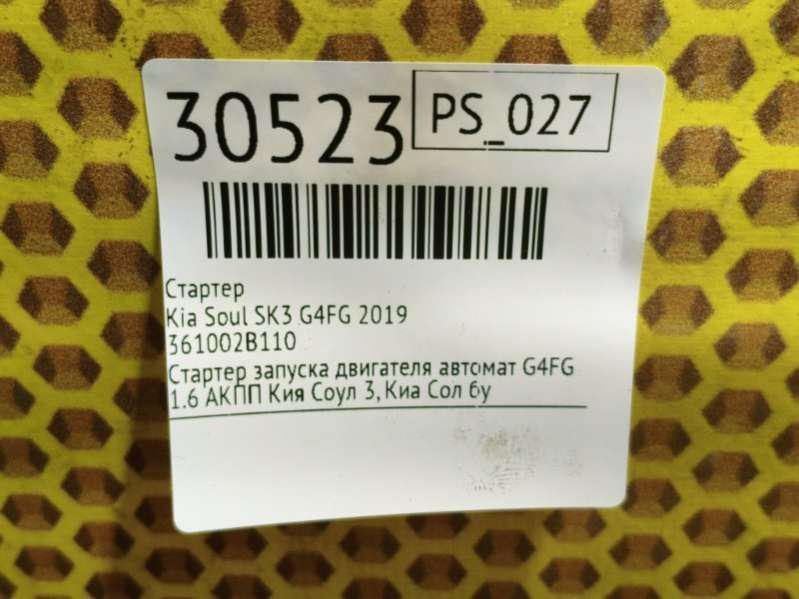 30523
PS_027
Стартер
Kia Soul SK3 G4FG 2019
361002B110
Стартер запуска двигателя автомат G4FG
1.6 АКПП Кия Соул 3, Киа Сол бу